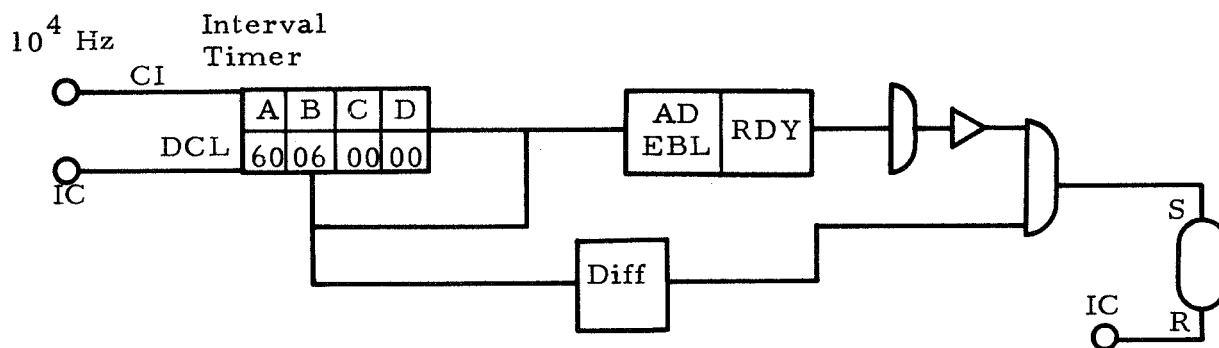 10⁴ Hz
Interval
Timer
CI
A B C D
60 06 00 00
DCL
IC
AD
EBL
RDY
Diff
S
R
IC